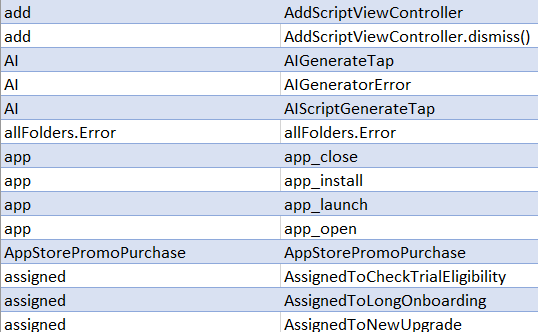 add AddScriptViewController
add AddScriptViewController.dismiss()
AI AIGenerateTap
AI AIGeneratorError
AI AIScriptGenerateTap
allFolders.Error allFolders.Error
app app_close
app app_install
app app_launch
app app_open
AppStorePromoPurchase AppStorePromoPurchase
assigned AssignedToCheckTrialEligibility
assigned AssignedToLongOnboarding
assigned AssignedToNewUpgrade